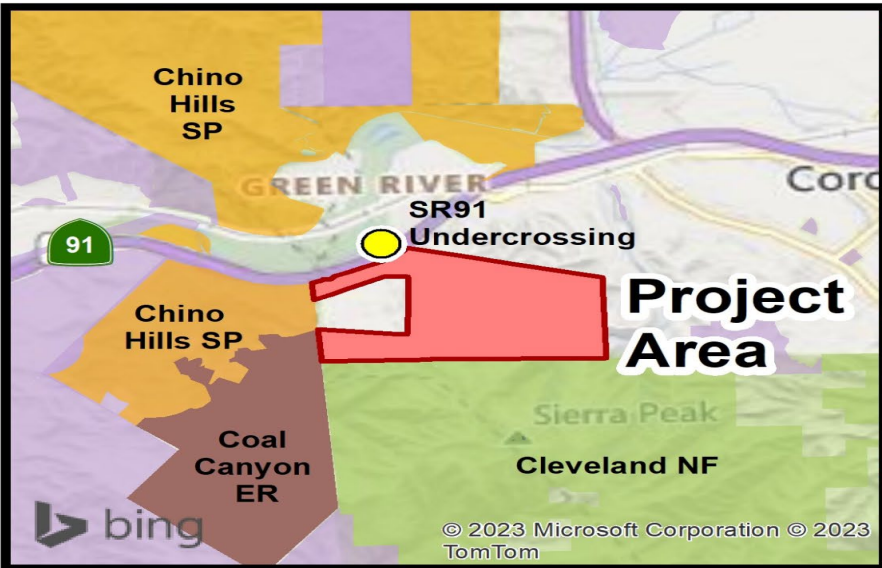 Chino
Hills
SP
GREEN RIVER
Coro
SR91
Undercrossing
91
Project
Area
Chino
Hills SP
Sierra Peak
Coal
Canyon
ER
Cleveland NF
bing
© 2023 Microsoft Corporation © 2023
TomTom